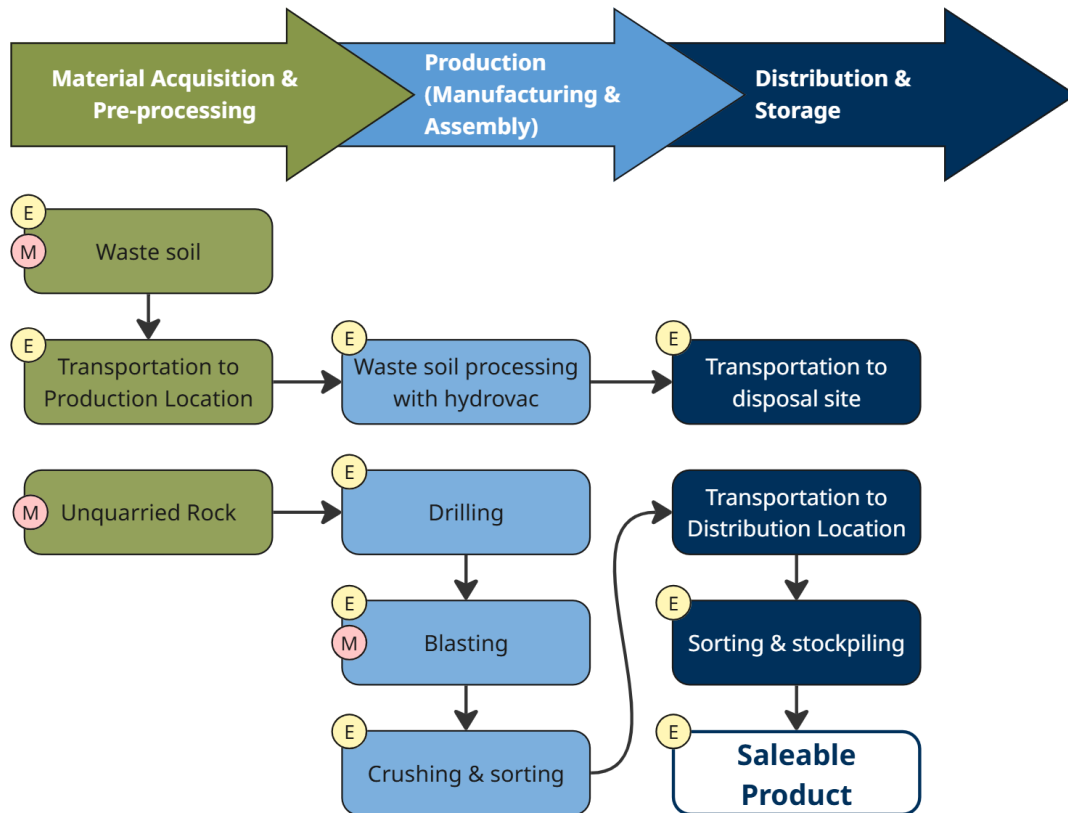 Material Acquisition &
Pre-processing
Production
(Manufacturing &
Assembly)
Distribution &
Storage
E
M
Waste soil
E
Transportation to
Production Location
E
Waste soil processing
with hydrovac
E
Transportation to
disposal site
M
Unquarried Rock
E
Drilling
Transportation to
Distribution Location
E
M
Blasting
E
Sorting & stockpiling
E
Crushing & sorting
E
Saleable
Product